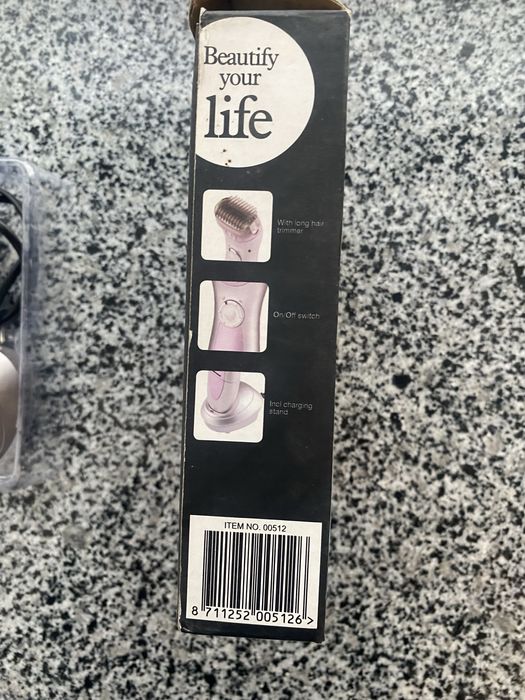 Beautify
your
life
With long hair
trimmer
On/Off switch
Incl charging
stand
ITEM NO. 00512
8 711252 005126 >